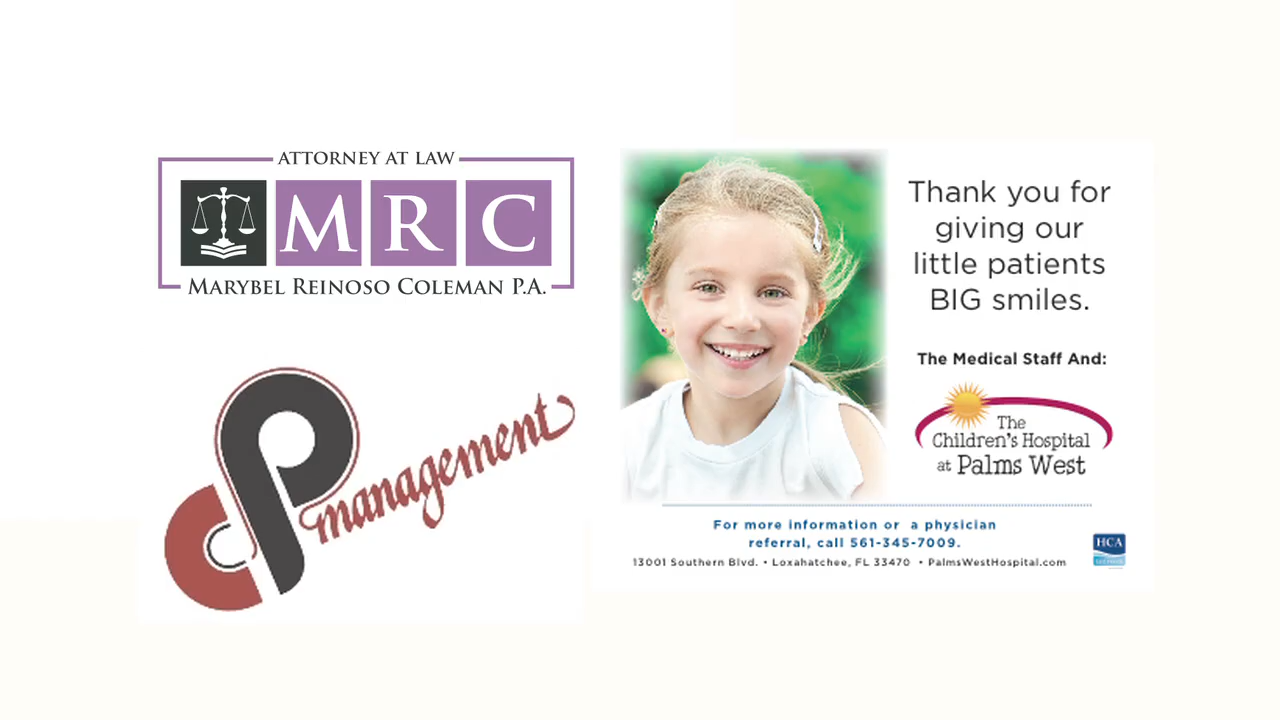 ATTORNEY AT LAW
MRC
MARYBEL REINOSO COLEMAN P.A.
CP
management
Thank you for
giving our
little patients
BIG smiles.
The Medical Staff And:
The
Children's Hospital
at Palms West
For more information or a physician
referral, call 561-345-7009.
13001 Southern Blvd. • Loxahatchee, FL 33470 • PalmsWestHospital.com
HCA